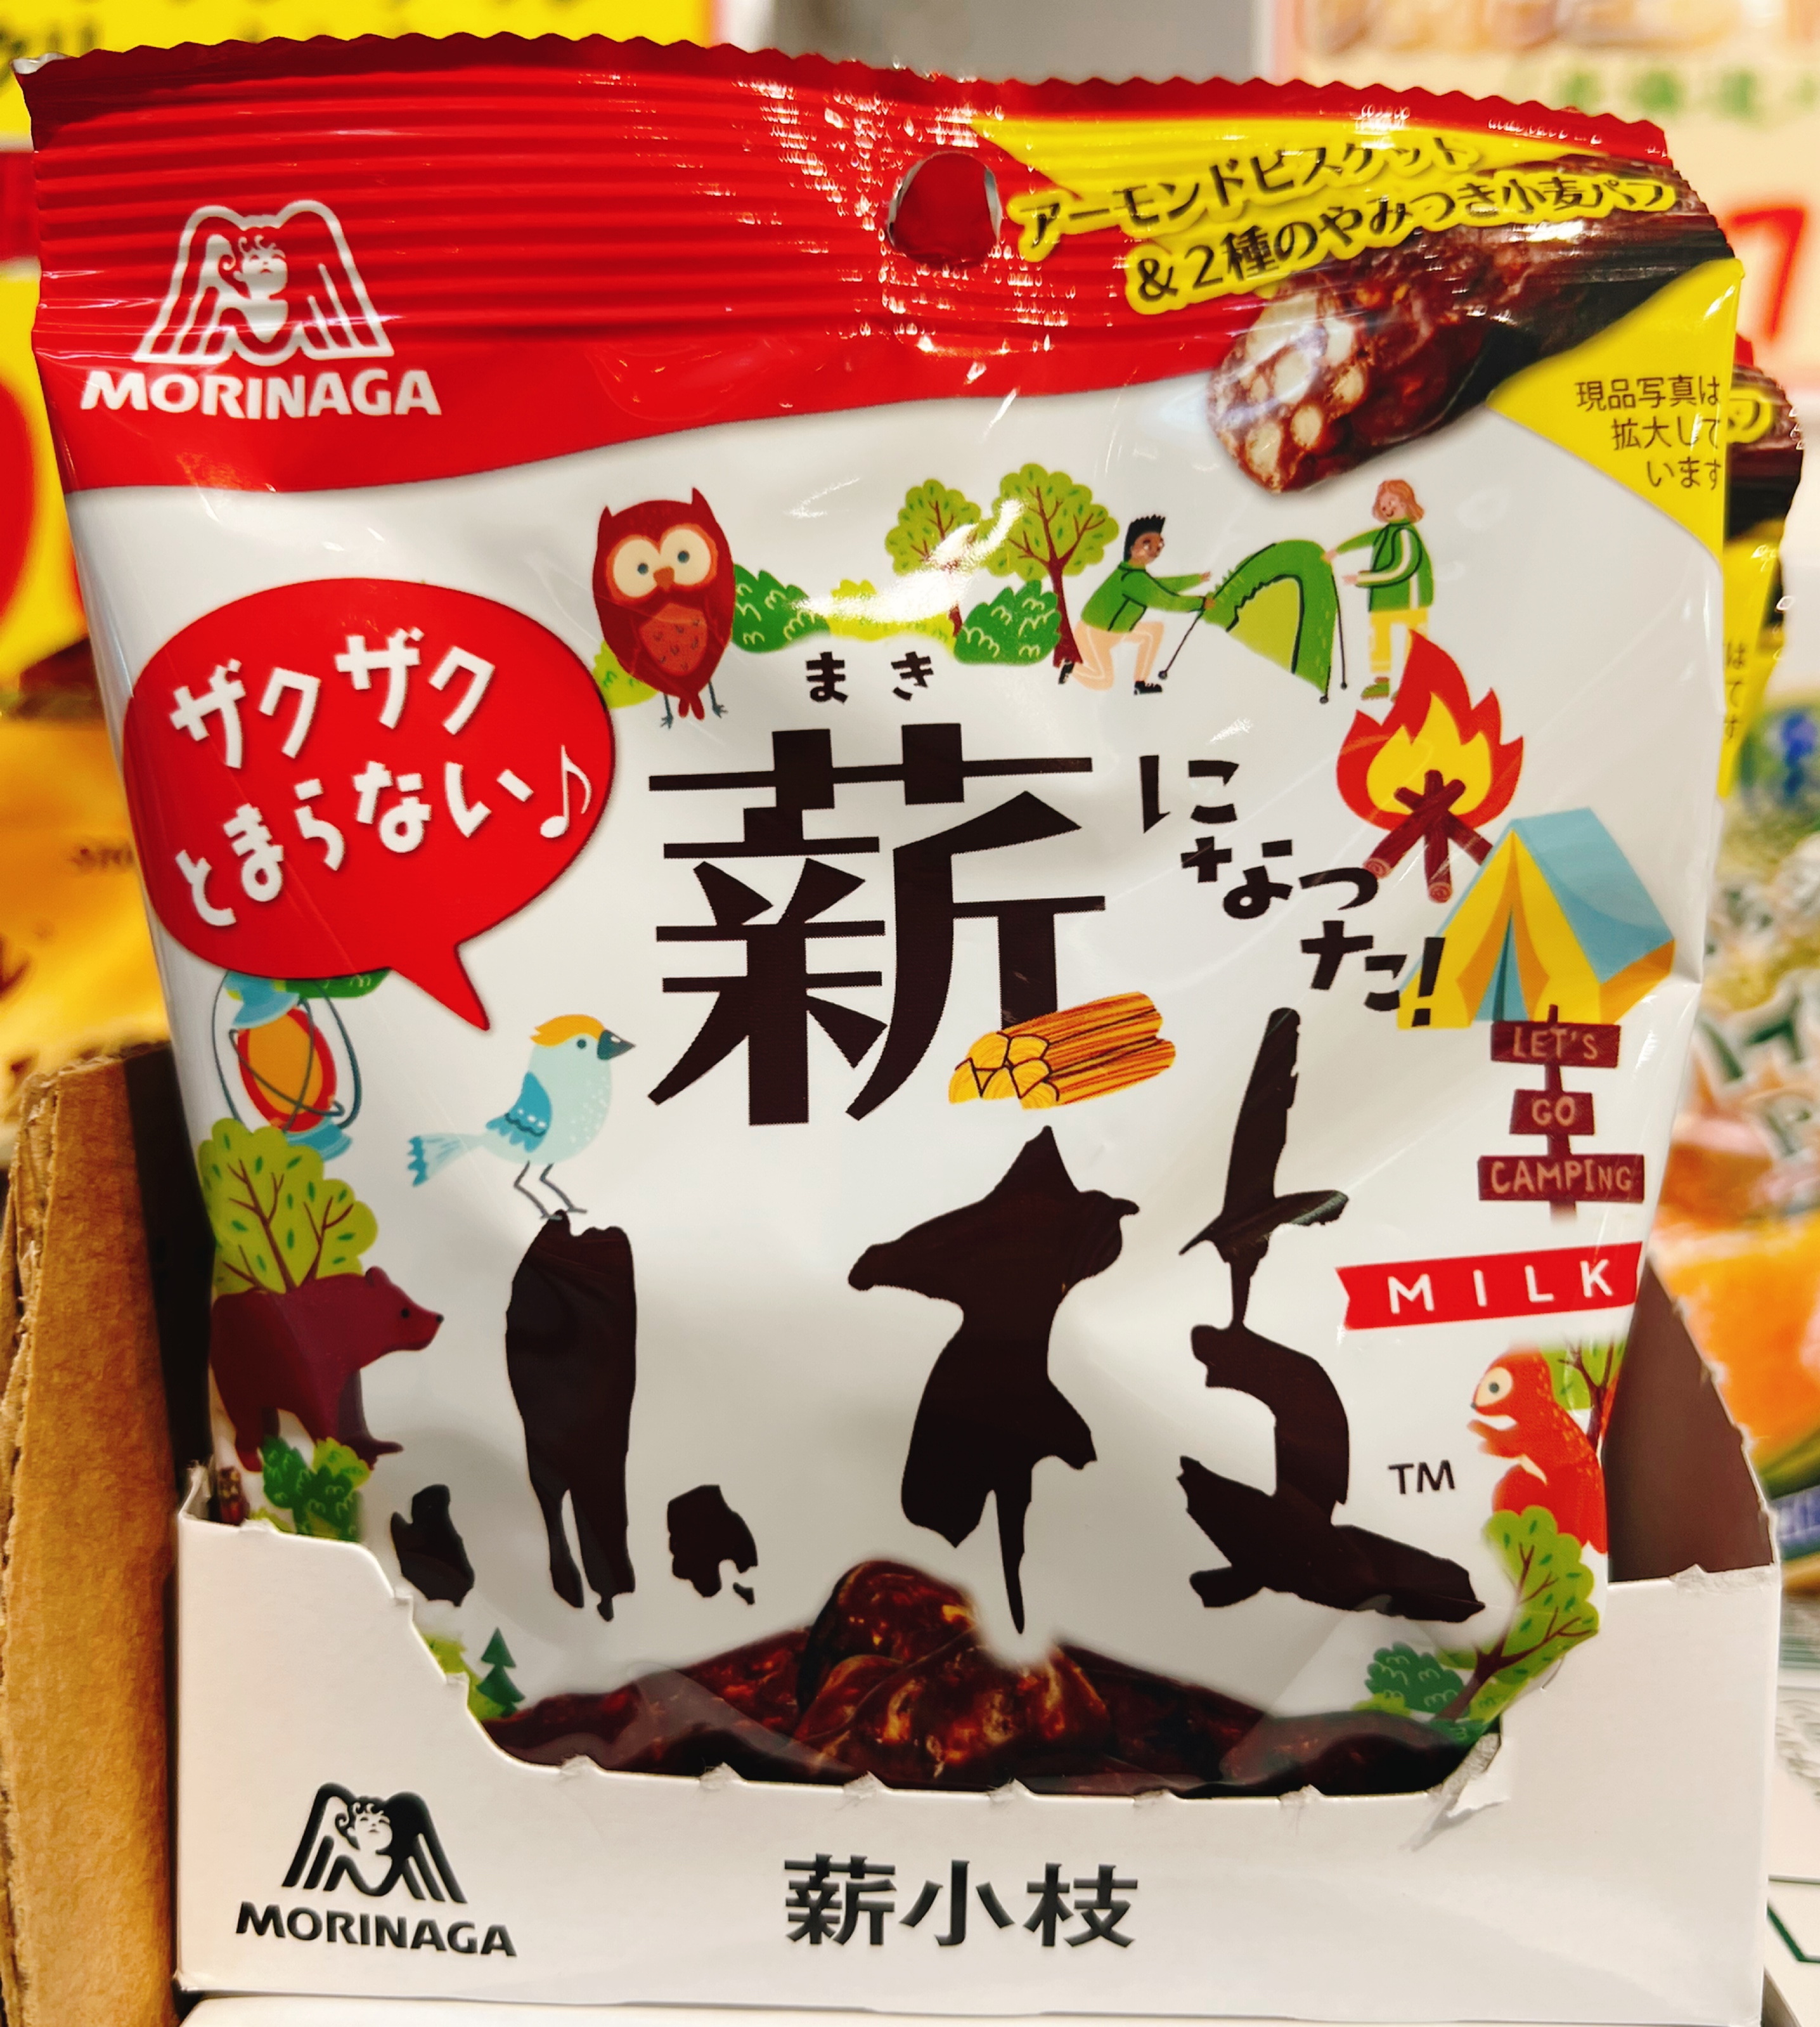 MORINAGA
アーモンドビスケット
&2種のやみつき小麦パフ
現品写真は
拡大して
います
ザクザク
とまらない♪
まき
薪
に
なっ
た!
小枝
LET'S
GO
CAMPING
MILK
TM
MORINAGA
薪小枝